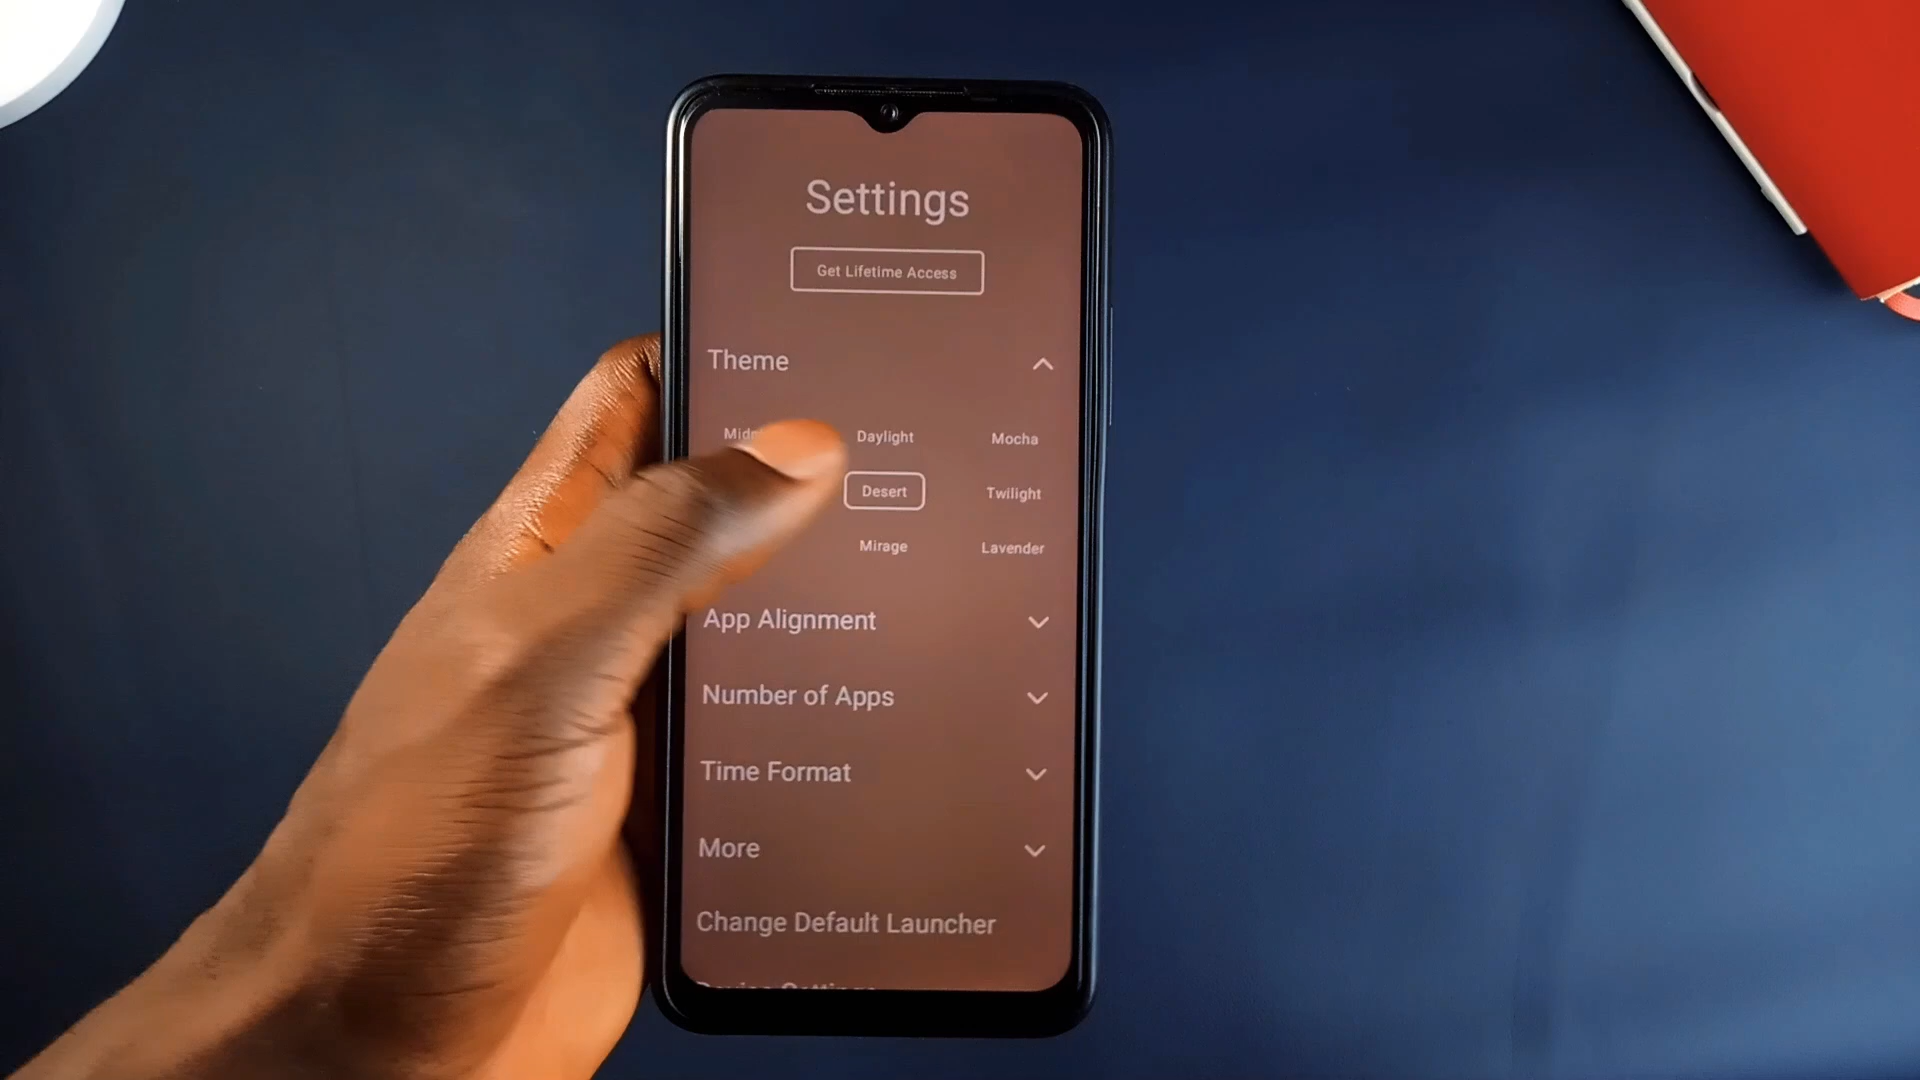 Settings
Get Lifetime Access
Theme
Daylight Mocha
Desert Twilight
Mirage Lavender
App Alignment
Number of Apps
Time Format
More
Change Default Launcher